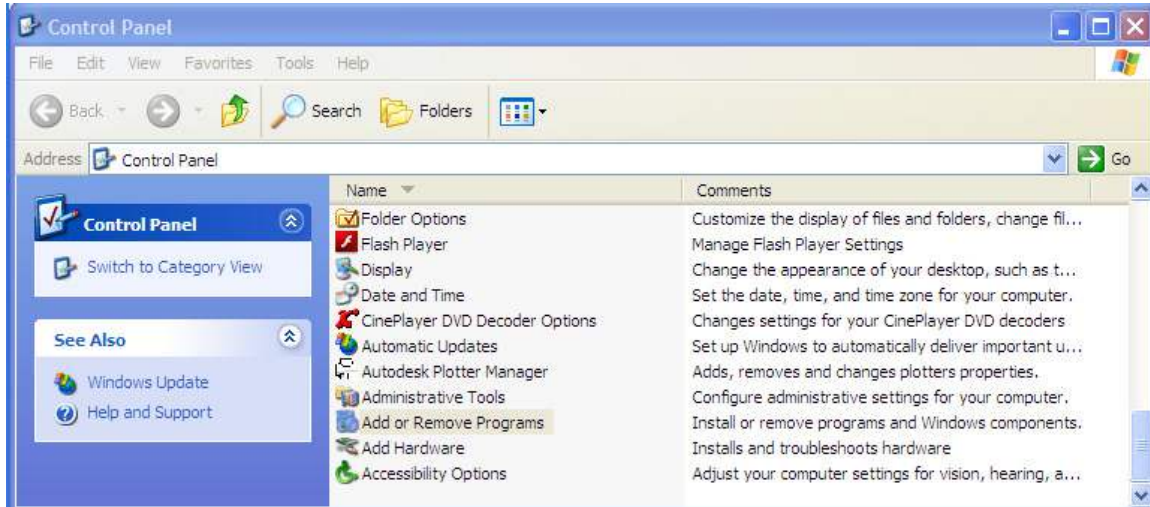 Control Panel
File Edit View Favorites Tools Help
Back Search Folders
Address Control Panel Go
Control Panel
Switch to Category View
See Also
Windows Update
Help and Support
Name Comments
Folder Options Customize the display of files and folders, change fil...
Flash Player Manage Flash Player Settings
Display Change the appearance of your desktop, such as t...
Date and Time Set the date, time, and time zone for your computer.
CinePlayer DVD Decoder Options Changes settings for your CinePlayer DVD decoders
Automatic Updates Set up Windows to automatically deliver important u...
Autodesk Plotter Manager Adds, removes and changes plotters properties.
Administrative Tools Configure administrative settings for your computer.
Add or Remove Programs Install or remove programs and Windows components.
Add Hardware Installs and troubleshoots hardware
Accessibility Options Adjust your computer settings for vision, hearing, a...